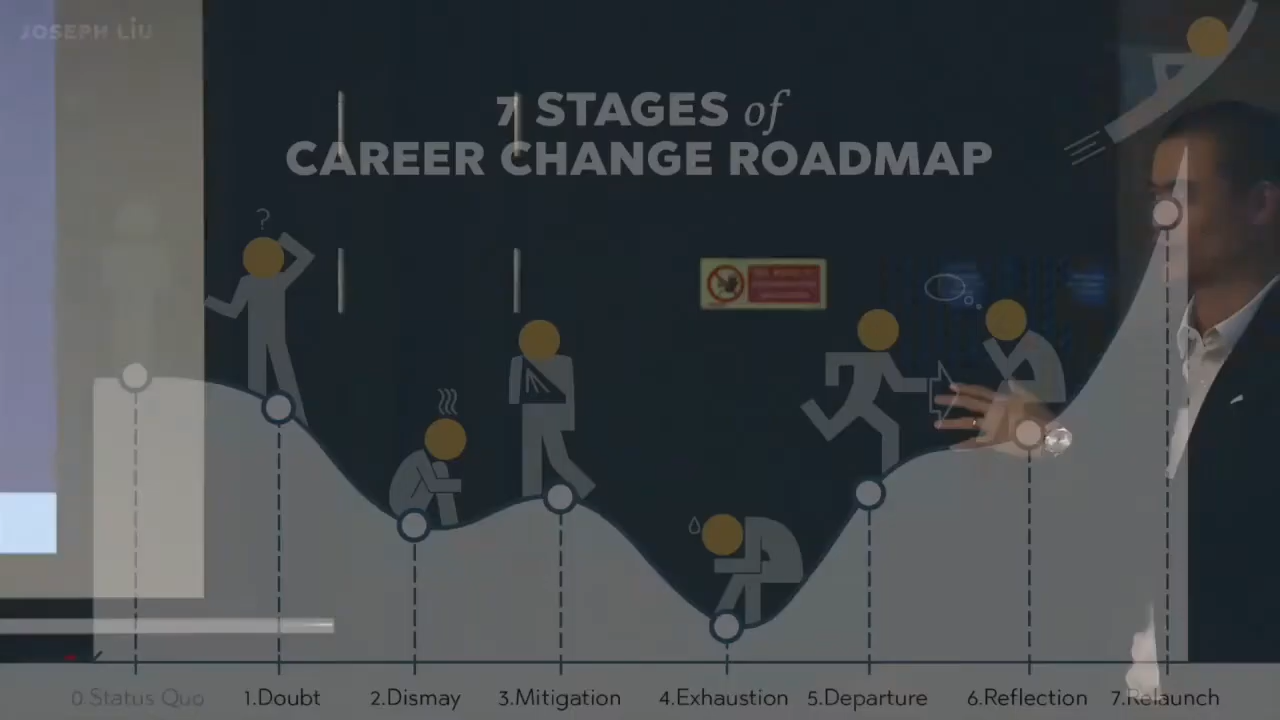 JOSEPH LIU
7 STAGES of
CAREER CHANGE ROADMAP
?
0.Status Quo
1.Doubt
2.Dismay
3.Mitigation
4.Exhaustion
5.Departure
6.Reflection
7.Relaunch